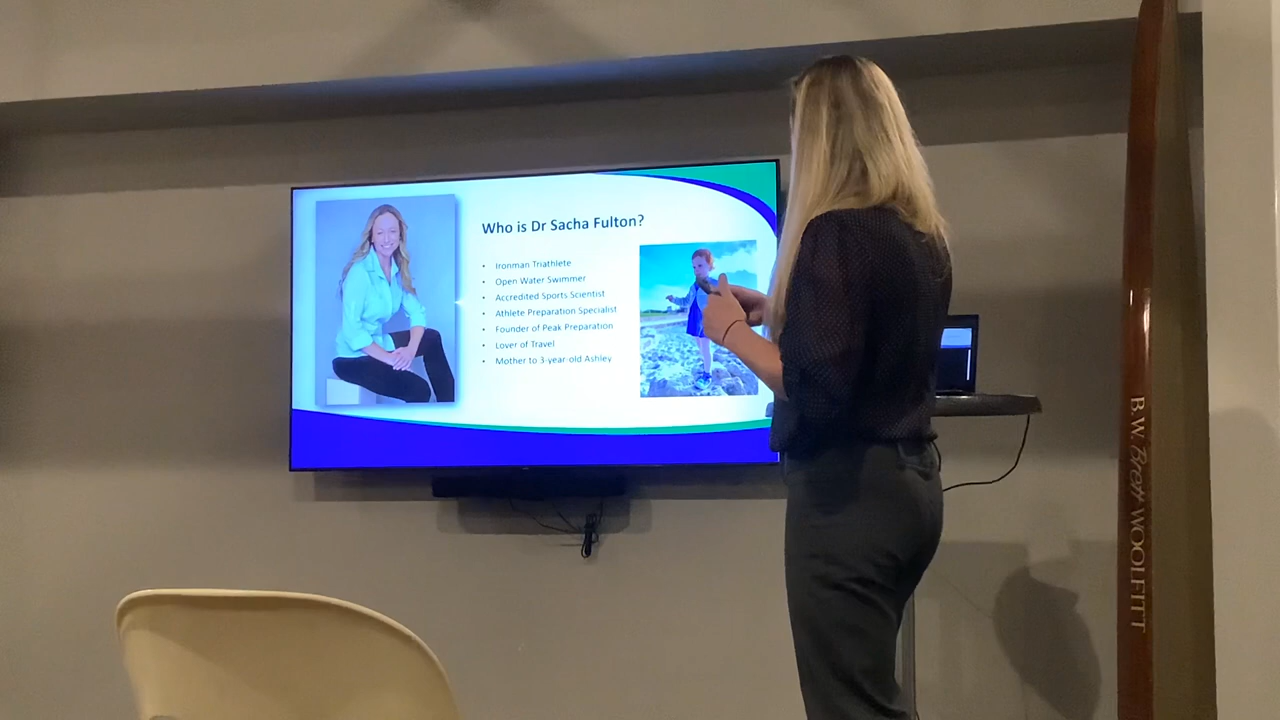 Who is Dr Sacha Fulton?
• Ironman Triathlete
• Open Water Swimmer
• Accredited Sports Scientist
• Athlete Preparation Specialist
• Founder of Peak Preparation
• Lover of Travel
• Mother to 3-year-old Ashley
B.W. Brett WOOLFITT